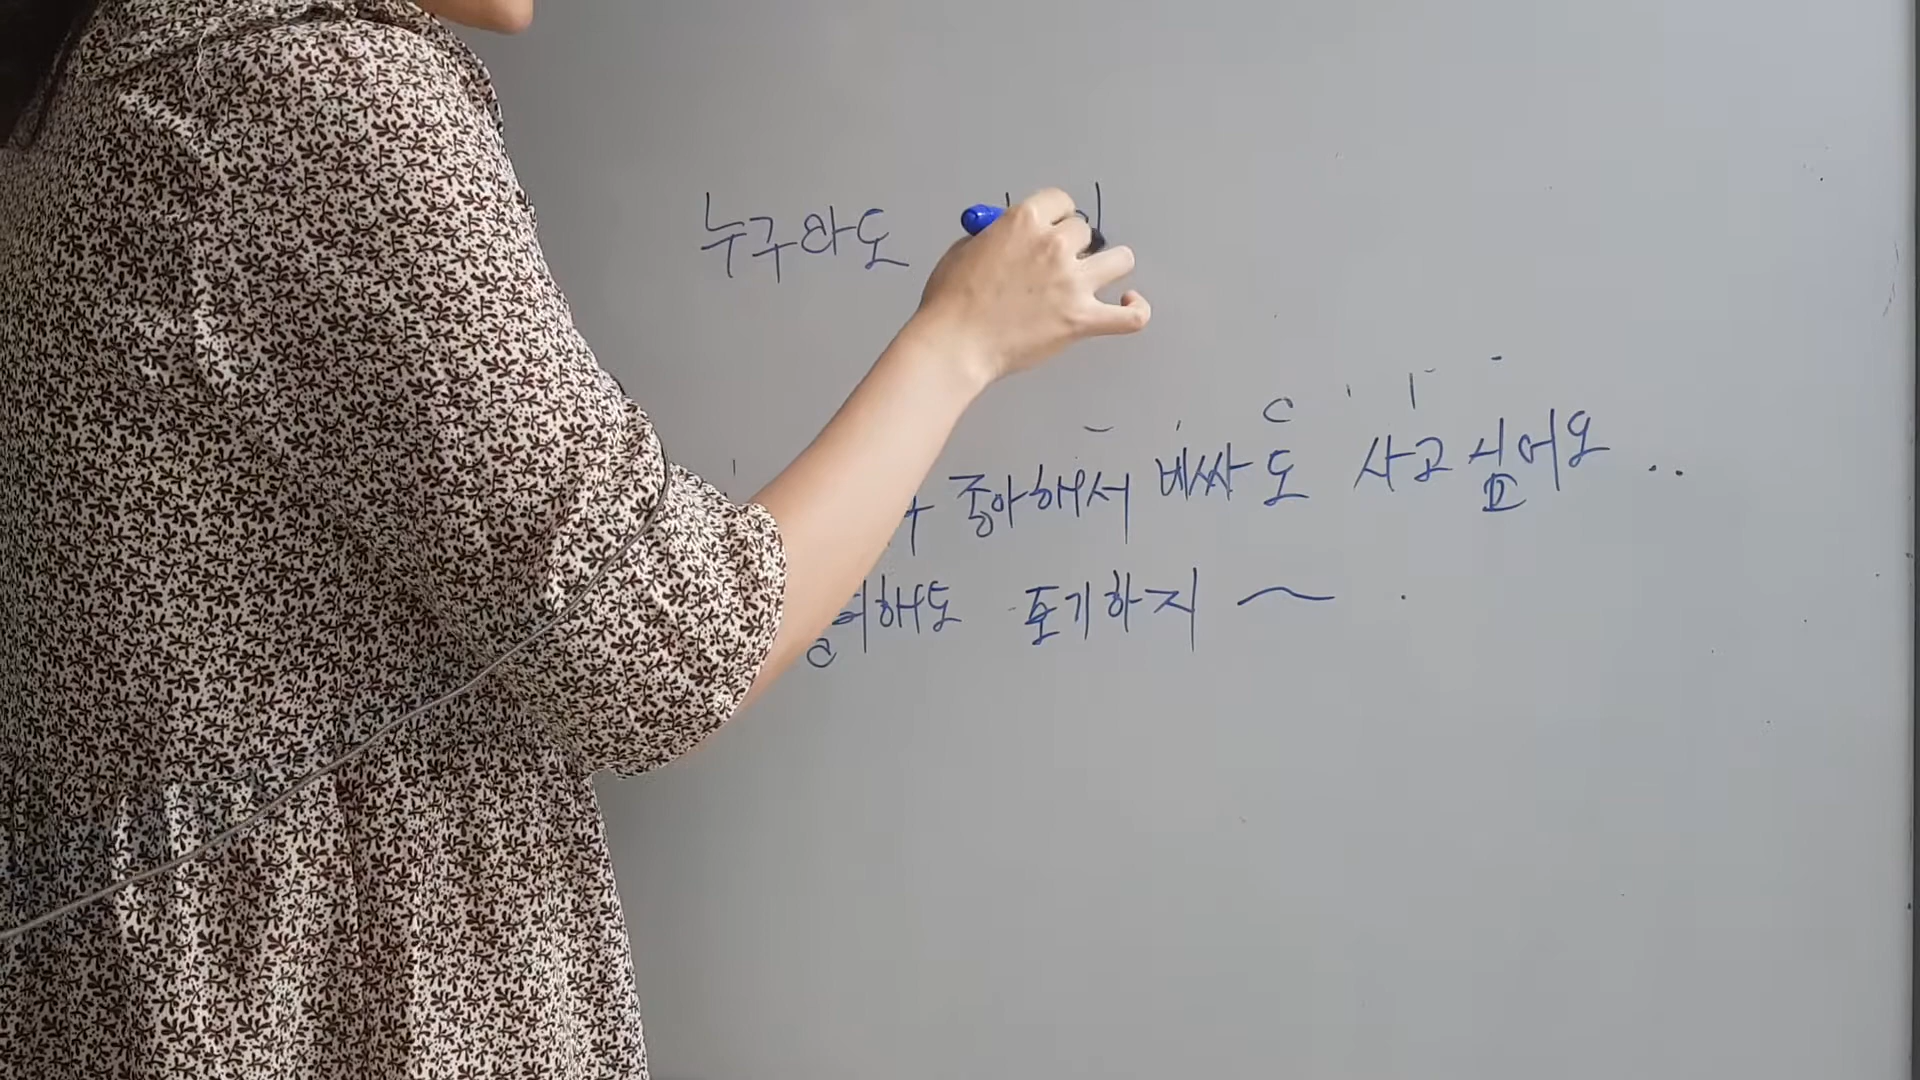 누구라도
좋아해서 비싸도 사고 싶어요 ..
해도 포기하지 ~